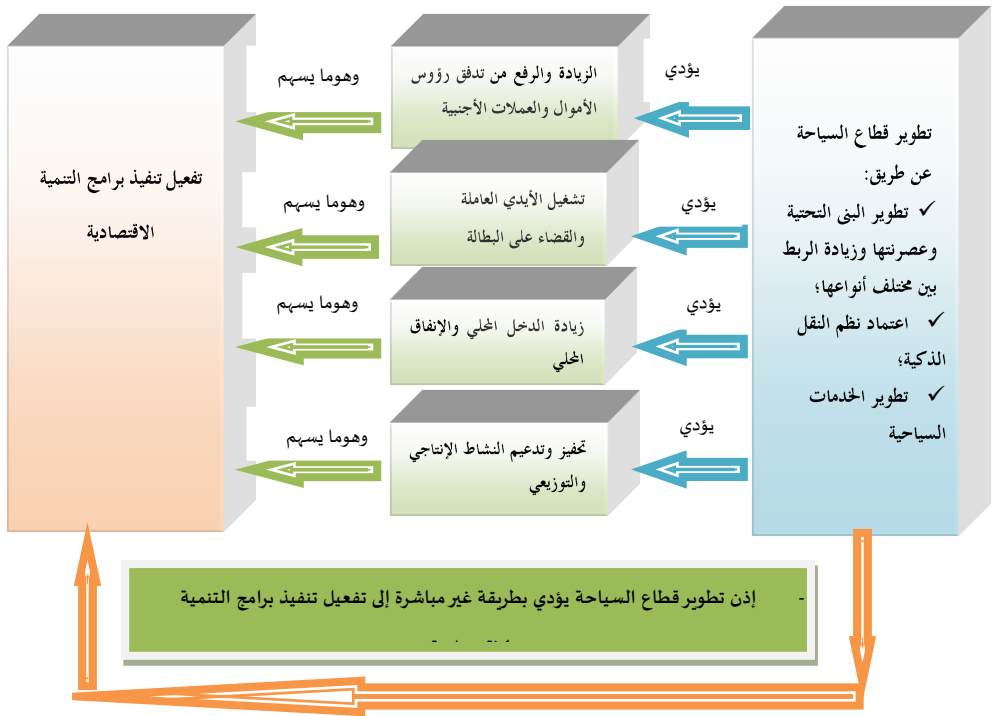 تطوير قطاع السياحة
عن طريق:
✓ تطوير البنى التحتية
وعصرنتها وزيادة الربط
بين مختلف أنواعها؛
✓ اعتماد نظم النقل
الذكية؛
✓ تطوير الخدمات
السياحية
يؤدي
الزيادة والرفع من تدفق رؤوس
الأموال والعملات الأجنبية
وهوما يسهم
يؤدي
تشغيل الأيدي العاملة
والقضاء على البطالة
وهوما يسهم
يؤدي
زيادة الدخل المحلي والإنفاق
المحلي
وهوما يسهم
يؤدي
تحفيز وتدعيم النشاط الإنتاجي
والتوزيعي
وهوما يسهم
تفعيل تنفيذ برامج التنمية
الاقتصادية
- إذن تطوير قطاع السياحة يؤدي بطريقة غير مباشرة إلى تفعيل تنفيذ برامج التنمية